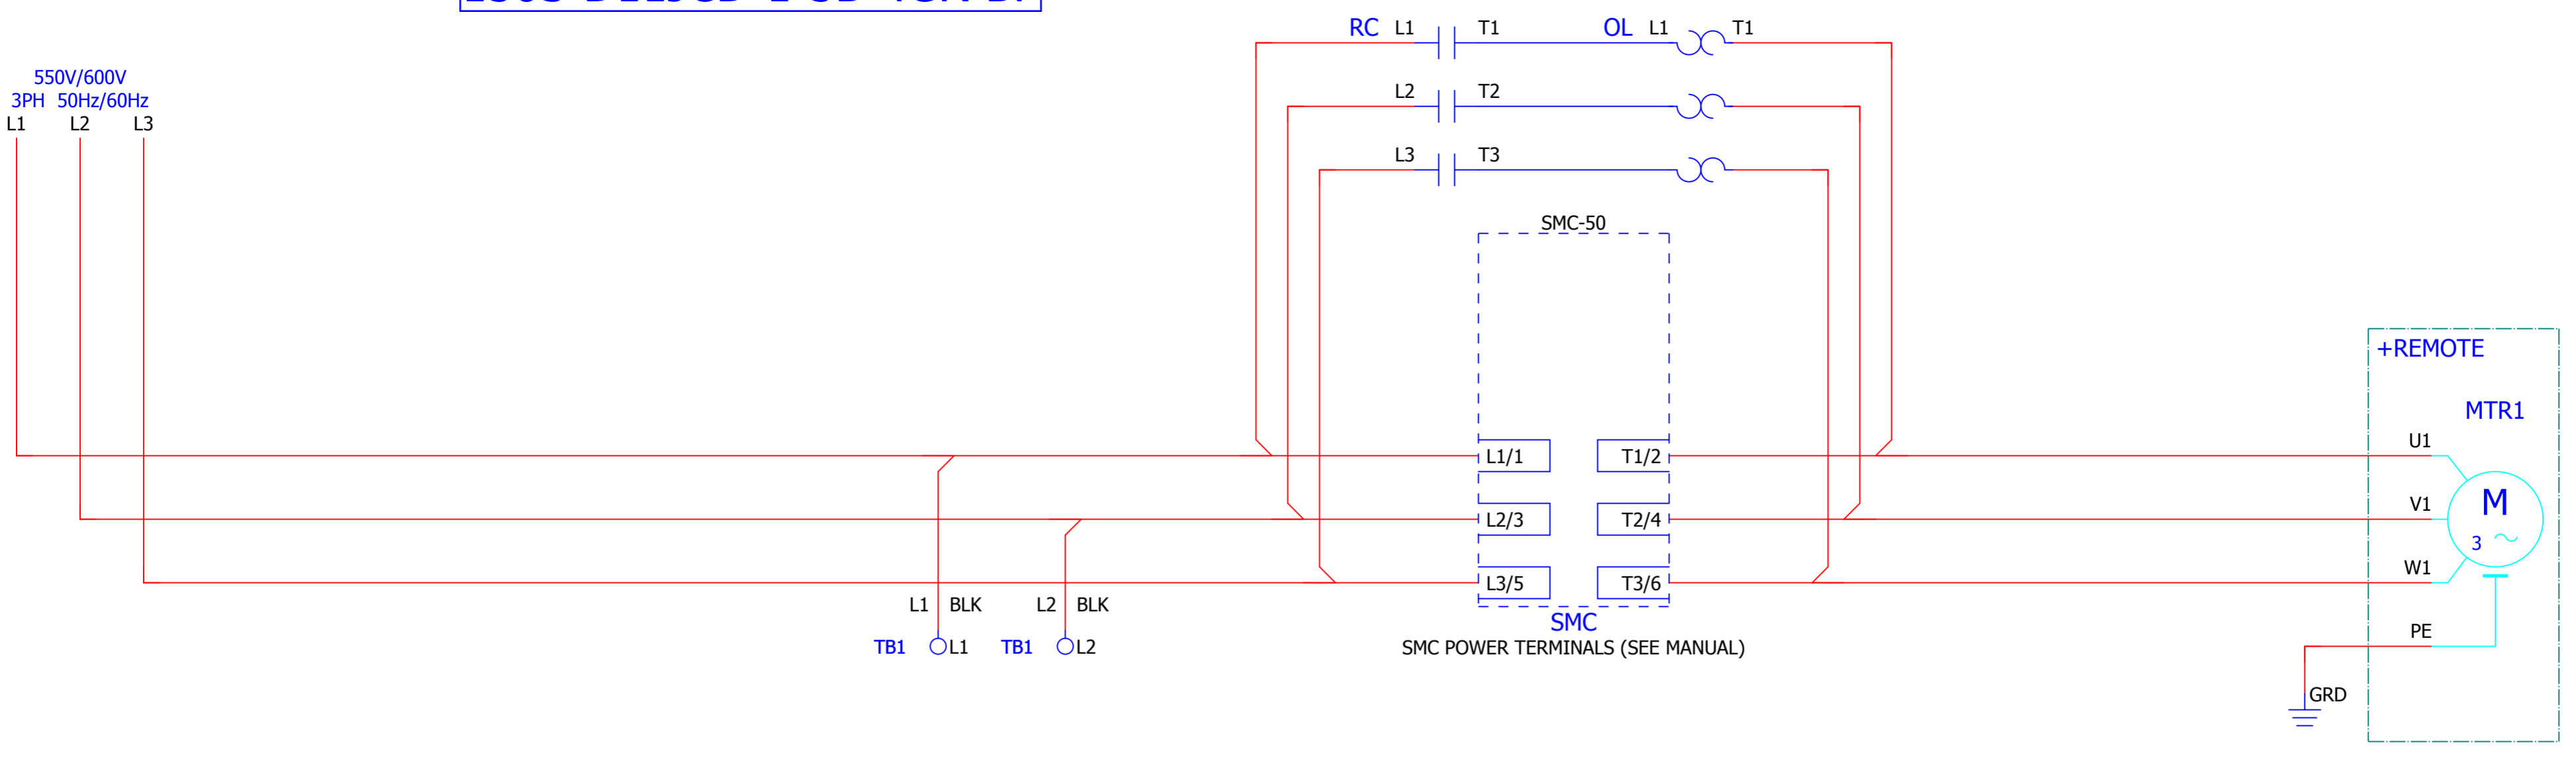 RC L1 T1 OL L1 T1
550V/600V
3PH 50Hz/60Hz
L1 L2 L3
L2 T2
L3 T3
SMC-50
+REMOTE
MTR1
U1
L1/1 T1/2
M
3
V1
L2/3 T2/4
W1
L3/5 T3/6
L1 BLK L2 BLK
SMC
TB1 L1 TB1 L2
SMC POWER TERMINALS (SEE MANUAL)
PE
GRD